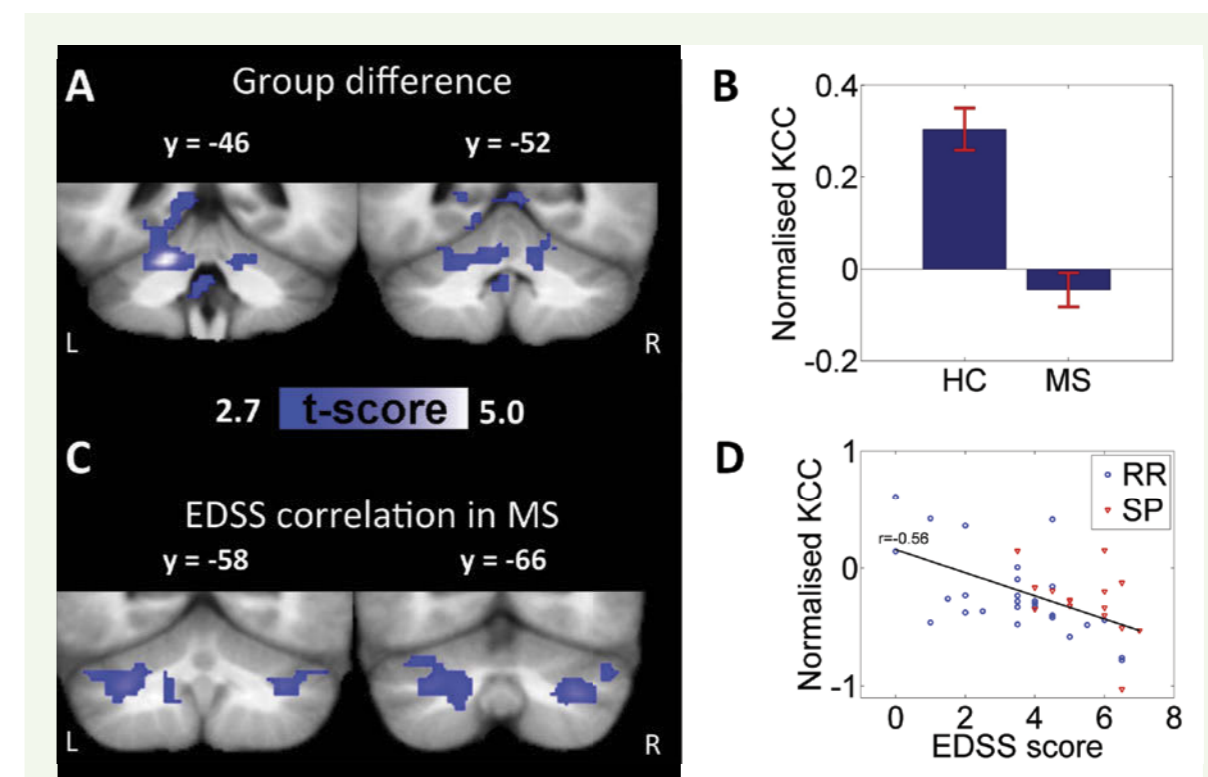 A
Group difference
y = -46
y = -52
L
R
2.7 t-score 5.0
C
EDSS correlation in MS
y = -58
y = -66
L
R
B
Normalised KCC
0.4
0.2
0
-0.2
HC MS
D
Normalised KCC
1
0
-1
RR
SP
r=-0.56
0 2 4 6 8
EDSS score